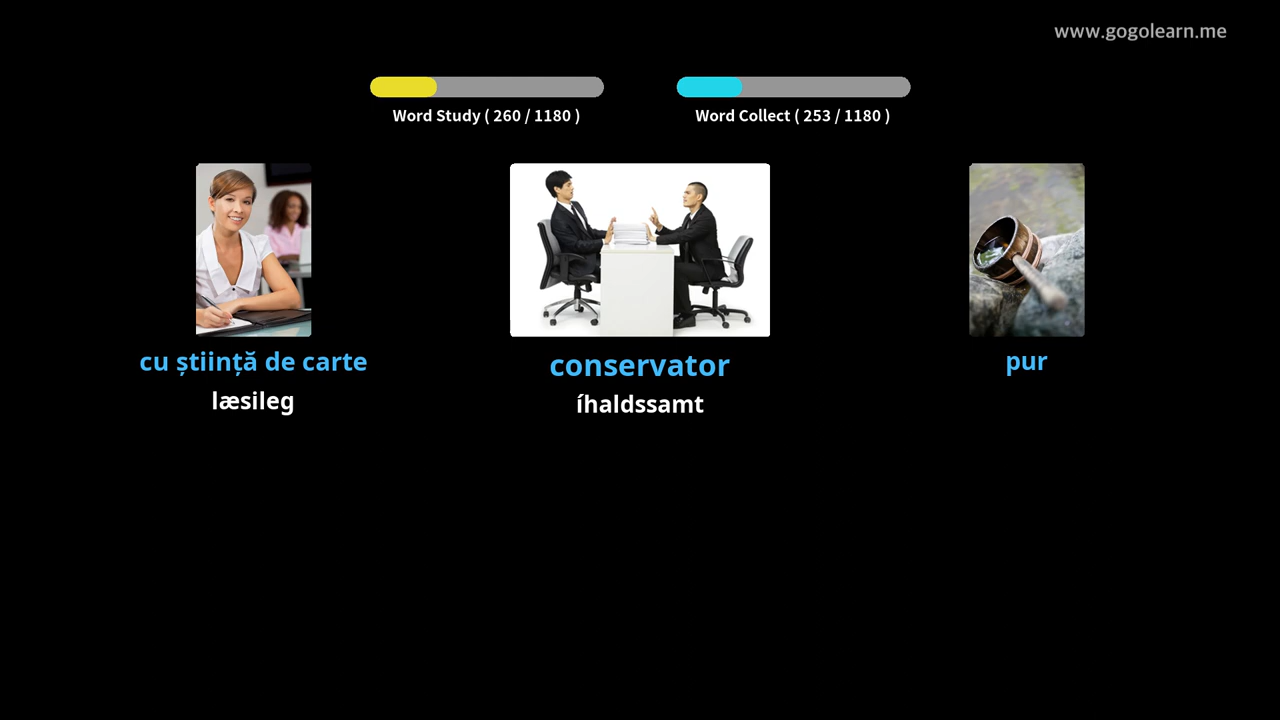 www.gogolearn.me
Word Study ( 260 / 1180 )
Word Collect ( 253 / 1180 )
cu știință de carte
læsileg
conservator
íhaldssamt
pur